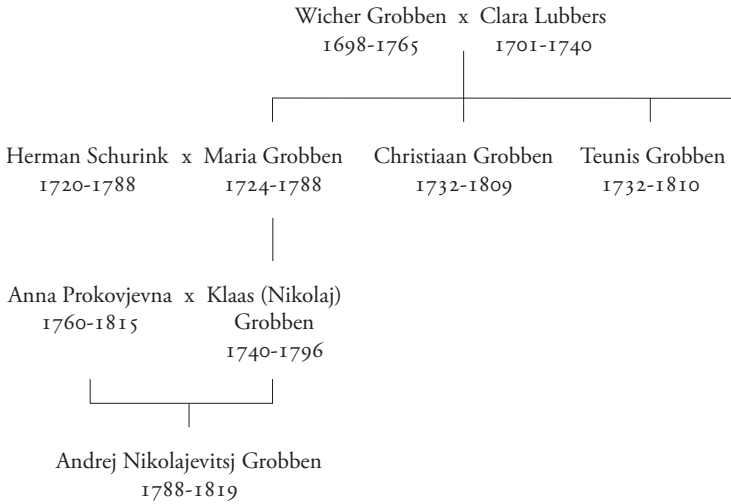 Wicher Grobben x Clara Lubbers
1698-1765 1701-1740
Herman Schurink x Maria Grobben Christiaan Grobben Teunis Grobben
1720-1788 1724-1788 1732-1809 1732-1810
Anna Prokovjevna x Klaas (Nikolaj)
1760-1815 Grobben
1740-1796
Andrej Nikolajevitsj Grobben
1788-1819